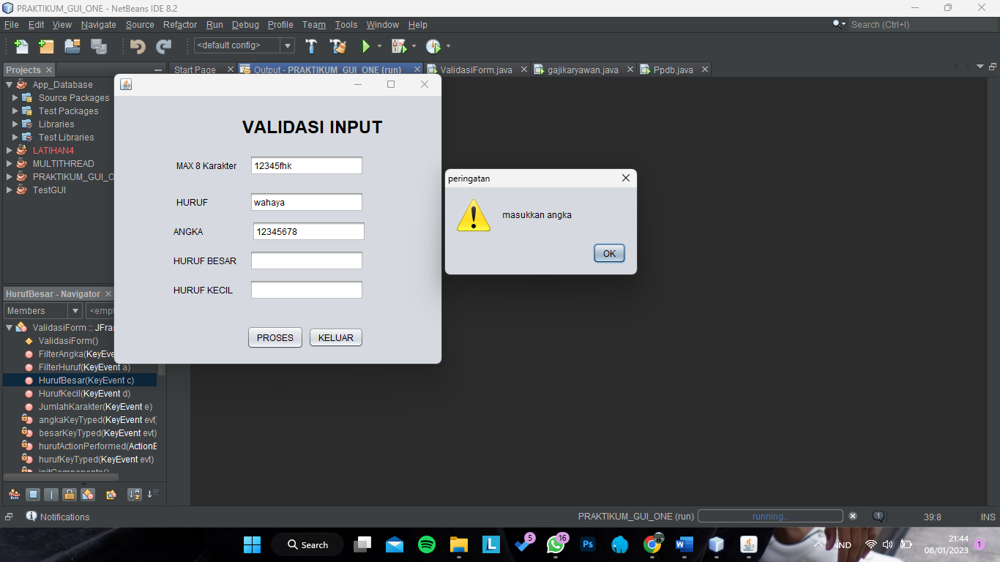 PRAKTIKUM_GUI_ONE - NetBeans IDE 8.2
File Edit View Navigate Source Refactor Run Debug Profile Team Tools Window Help
Search (Ctrl+I)
<default config>
Projects
Start Page
Output - PRAKTIKUM_GUI_ONE (run)
ValidasiForm.java
gajikaryawan.java
Ppdb.java
App_Database
Source Packages
Test Packages
Libraries
Test Libraries
LATIHAN4
MULTITHREAD
PRAKTIKUM_GUI_O
TestGUI
VALIDASI INPUT
MAX 8 Karakter 12345fhk
HURUF wahaya
ANGKA 12345678
HURUF BESAR
HURUF KECIL
PROSES KELUAR
peringatan
masukkan angka
OK
HurufBesar - Navigator
Members <empt
ValidasiForm :: JFra
ValidasiForm()
FilterAngka(KeyEve
FilterHuruf(KeyEvent a)
HurufBesar(KeyEvent c)
HurufKecil(KeyEvent d)
JumlahKarakter(KeyEvent e)
angkaKeyTyped(KeyEvent evt)
besarKeyTyped(KeyEvent evt)
hurufActionPerformed(ActionE
hurufKeyTyped(KeyEvent evt)
initComponents()
Notifications
PRAKTIKUM_GUI_ONE (run) running... 1 39:8 INS
Search
L
5
16
Ps
W
IND
21:44
08/01/2023
1